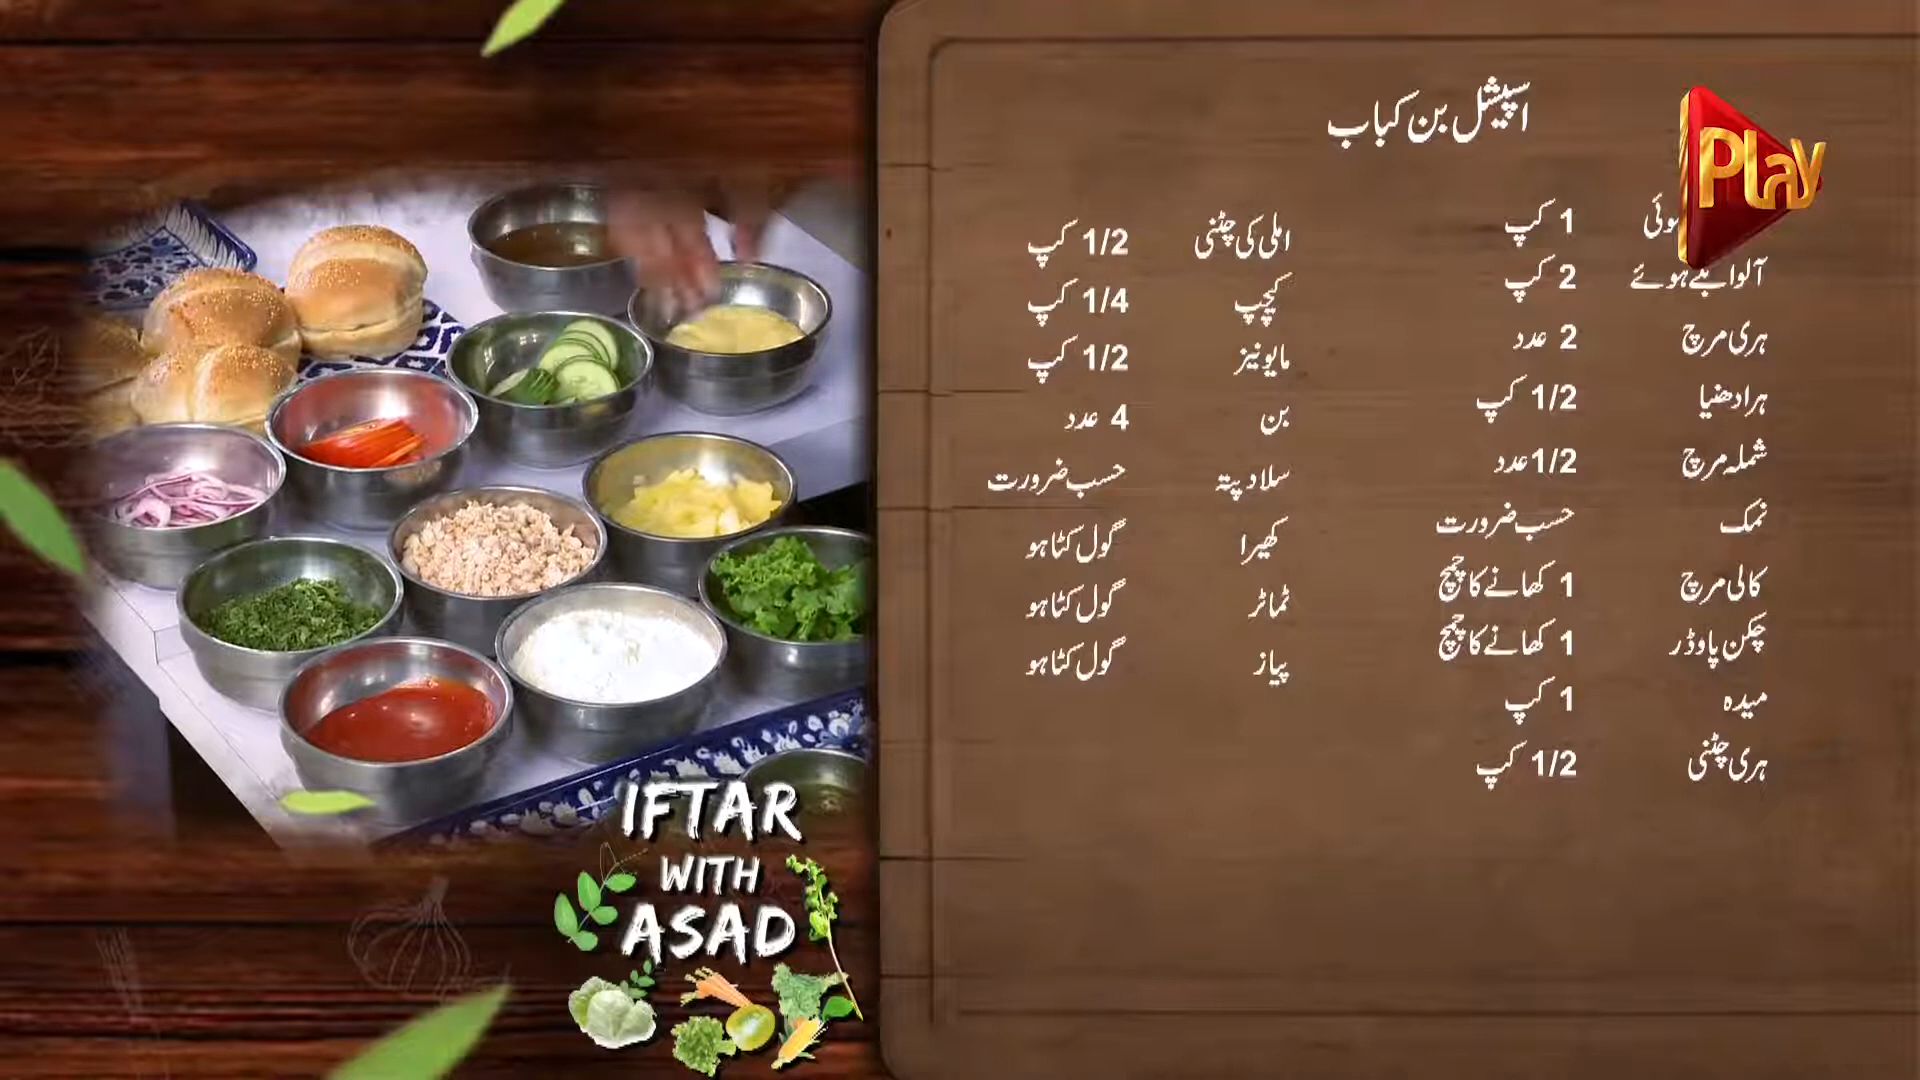 اسپیشل بن کباب
Play
ہوئی 1 کپ
آلو ابلے ہوئے 2 کپ
ہری مرچ 2 عدد
ہرا دھنیا 1/2 کپ
شملہ مرچ 1/2 عدد
نمک حسب ضرورت
کالی مرچ 1 کھانے کا چمچ
چکن پاوڈر 1 کھانے کا چمچ
میدہ 1 کپ
ہری چٹنی 1/2 کپ
املی کی چٹنی 1/2 کپ
کیچپ 1/4 کپ
مایونیز 1/2 کپ
بن 4 عدد
سلاد پتہ حسب ضرورت
کھیرا گول کٹا ہو
ٹماٹر گول کٹا ہو
پیاز گول کٹا ہو
IFTAR
WITH
ASAD